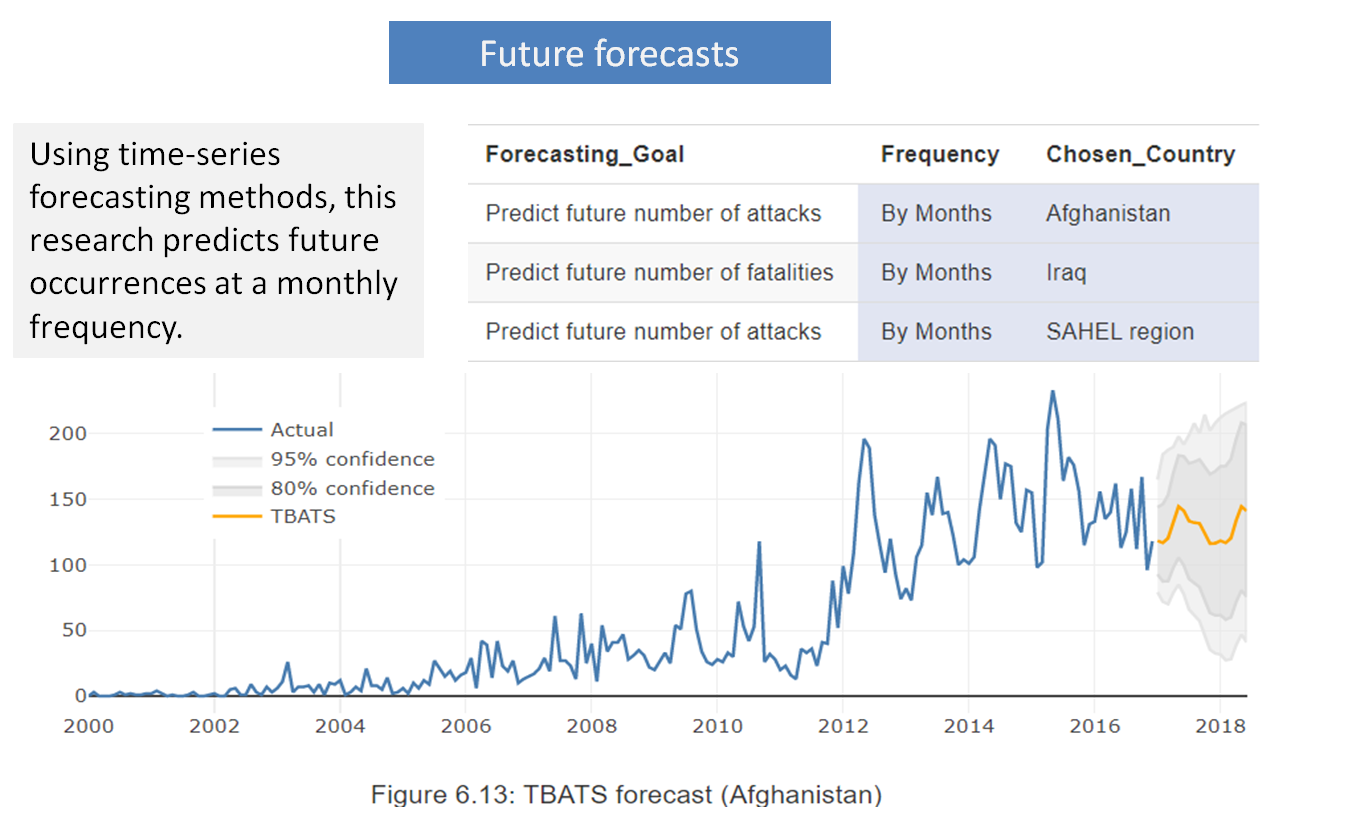 Future forecasts
Using time-series
forecasting methods, this
research predicts future
occurrences at a monthly
frequency.
Forecasting_Goal Frequency Chosen_Country
Predict future number of attacks By Months Afghanistan
Predict future number of fatalities By Months Iraq
Predict future number of attacks By Months SAHEL region
Actual
95% confidence
80% confidence
TBATS
200
150
100
50
0
2000 2002 2004 2006 2008 2010 2012 2014 2016 2018
Figure 6.13: TBATS forecast (Afghanistan)